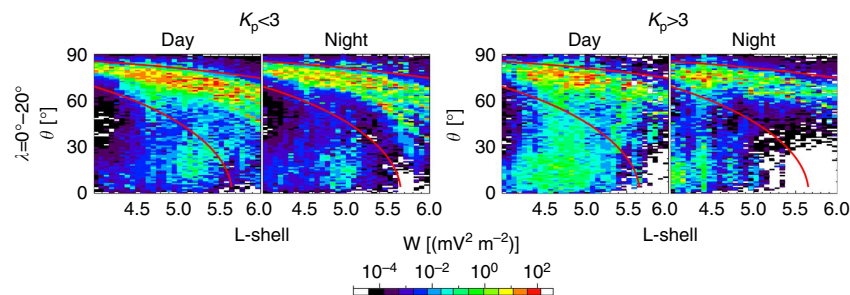 Kp<3
Kp>3
Day
Night
Day
Night
λ=0°−20°
θ [°]
90
60
30
0
θ [°]
90
60
30
0
4.5 5.0 5.5 6.0 4.5 5.0 5.5 6.0
4.5 5.0 5.5 6.0 4.5 5.0 5.5 6.0
L-shell
L-shell
W [(mV² m⁻²)]
10⁻⁴ 10⁻² 10⁰ 10²